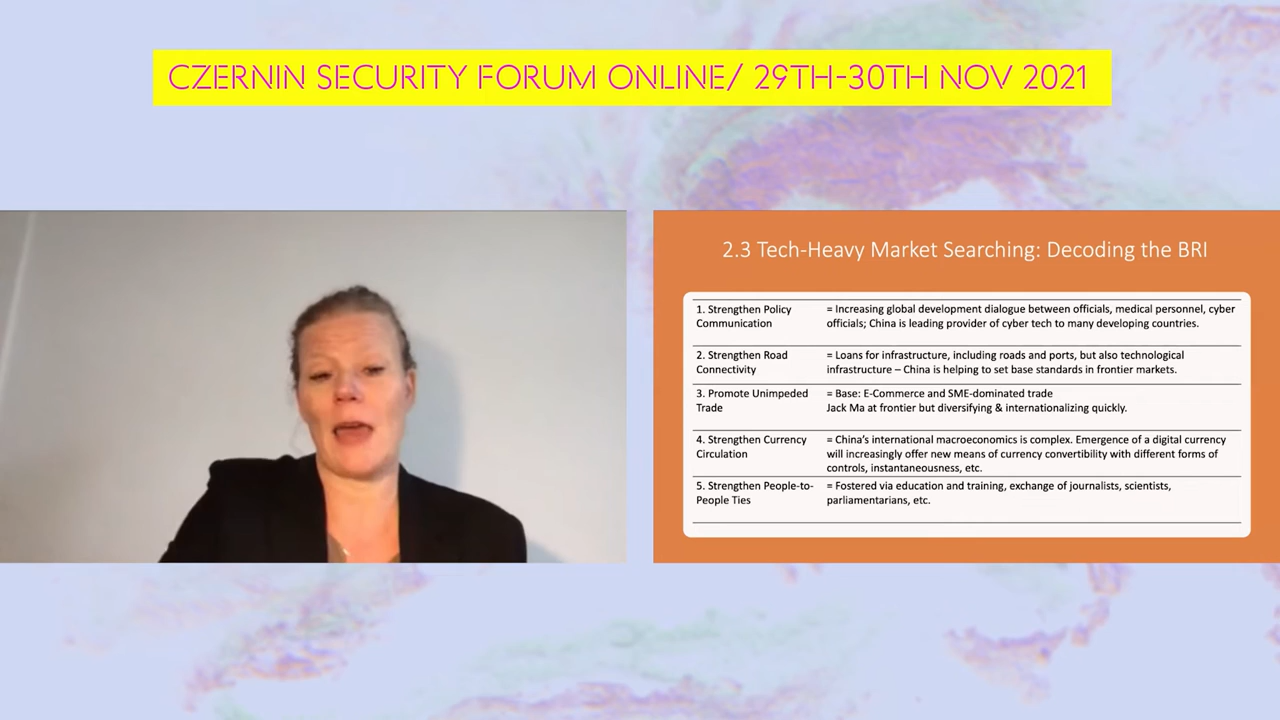 CZERNIN SECURITY FORUM ONLINE/ 29TH-30TH NOV 2021
2.3 Tech-Heavy Market Searching: Decoding the BRI
1. Strengthen Policy
Communication
= Increasing global development dialogue between officials, medical personnel, cyber
officials; China is leading provider of cyber tech to many developing countries.
2. Strengthen Road
Connectivity
= Loans for infrastructure, including roads and ports, but also technological
infrastructure – China is helping to set base standards in frontier markets.
3. Promote Unimpeded
Trade
= Base: E-Commerce and SME-dominated trade
Jack Ma at frontier but diversifying & internationalizing quickly.
4. Strengthen Currency
Circulation
= China's international macroeconomics is complex. Emergence of a digital currency
will increasingly offer new means of currency convertibility with different forms of
controls, instantaneousness, etc.
5. Strengthen People-to-
People Ties
= Fostered via education and training, exchange of journalists, scientists,
parliamentarians, etc.